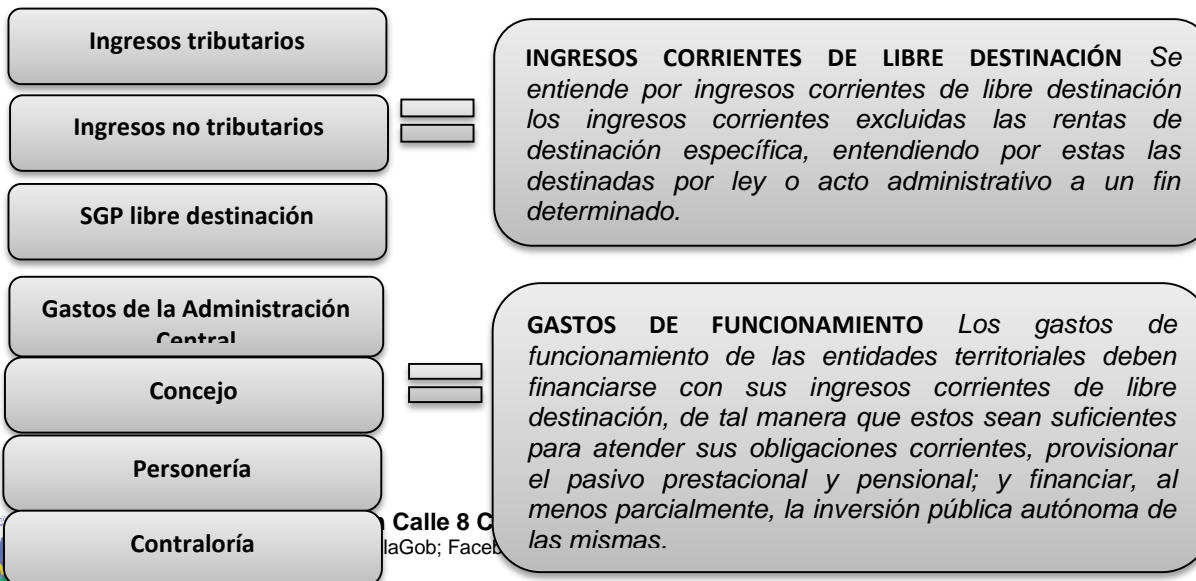 Ingresos tributarios
Ingresos no tributarios
SGP libre destinación
INGRESOS CORRIENTES DE LIBRE DESTINACIÓN Se
entiende por ingresos corrientes de libre destinación
los ingresos corrientes excluidas las rentas de
destinación específica, entendiendo por estas las
destinadas por ley o acto administrativo a un fin
determinado.
Gastos de la Administración
Central
Concejo
Personería
Contraloría
GASTOS DE FUNCIONAMIENTO Los gastos de
funcionamiento de las entidades territoriales deben
financiarse con sus ingresos corrientes de libre
destinación, de tal manera que estos sean suficientes
para atender sus obligaciones corrientes, provisionar
el pasivo prestacional y pensional; y financiar, al
menos parcialmente, la inversión pública autónoma de
las mismas.
Calle 8 C
laGob; Faceb